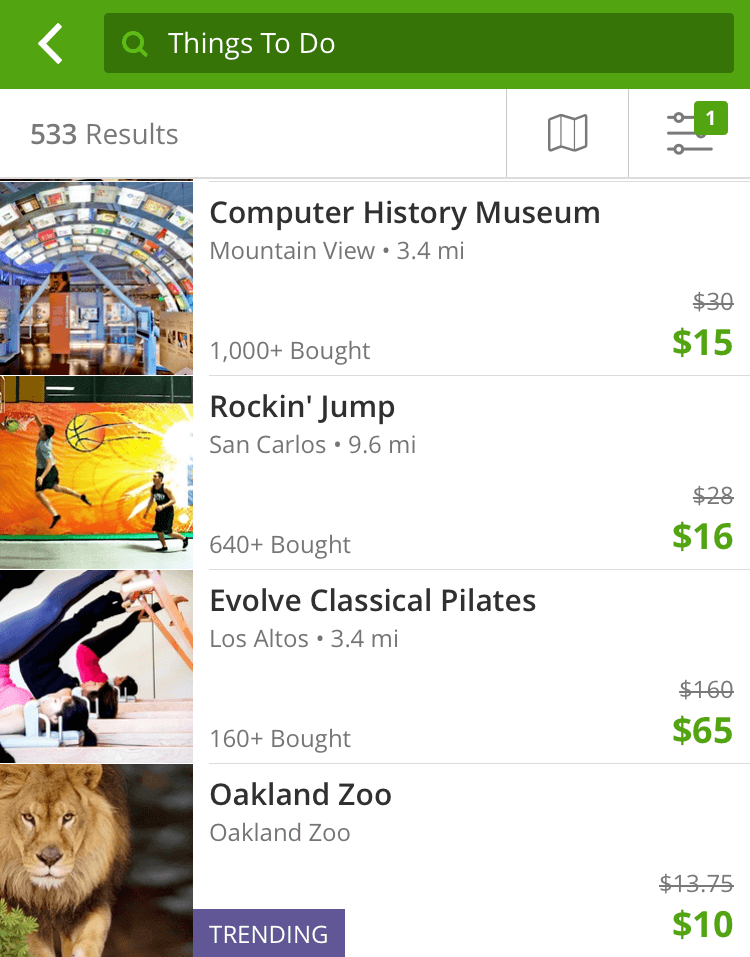 Things To Do
533 Results
1
Computer History Museum
Mountain View • 3.4 mi
$30
1,000+ Bought
$15
Rockin' Jump
San Carlos • 9.6 mi
$28
640+ Bought
$16
Evolve Classical Pilates
Los Altos • 3.4 mi
$160
160+ Bought
$65
Oakland Zoo
Oakland Zoo
$13.75
$10
TRENDING